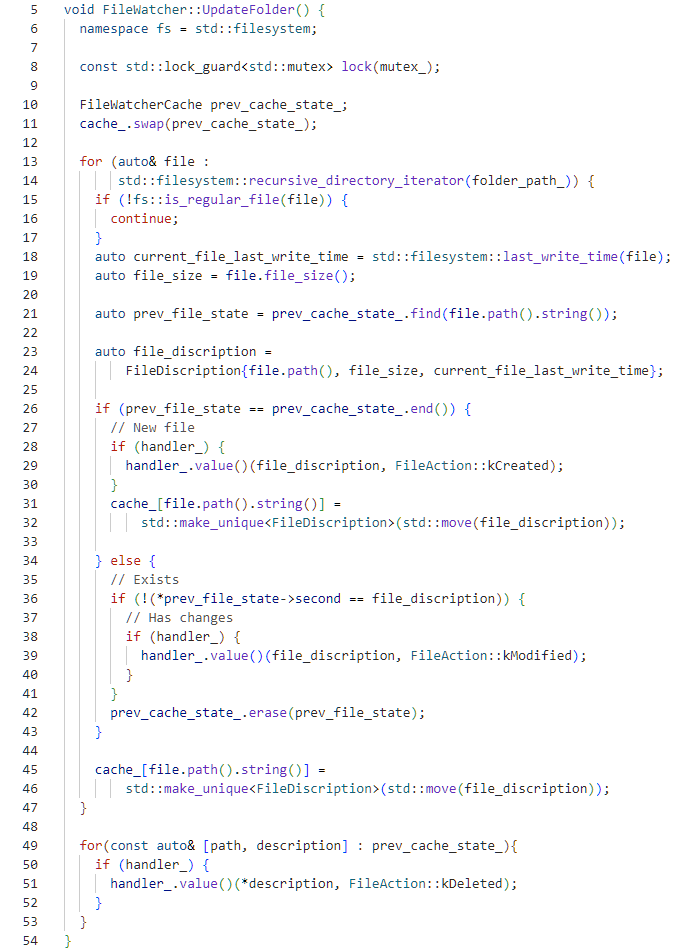 5 void FileWatcher::UpdateFolder() {
6   namespace fs = std::filesystem;
7
8   const std::lock_guard<std::mutex> lock(mutex_);
9
10   FileWatcherCache prev_cache_state_;
11   cache_.swap(prev_cache_state_);
12
13   for (auto& file :
14        std::filesystem::recursive_directory_iterator(folder_path_)) {
15     if (!fs::is_regular_file(file)) {
16       continue;
17     }
18     auto current_file_last_write_time = std::filesystem::last_write_time(file);
19     auto file_size = file.file_size();
20
21     auto prev_file_state = prev_cache_state_.find(file.path().string());
22
23     auto file_discription =
24         FileDiscription{file.path(), file_size, current_file_last_write_time};
25
26     if (prev_file_state == prev_cache_state_.end()) {
27       // New file
28       if (handler_) {
29         handler_.value()(file_discription, FileAction::kCreated);
30       }
31       cache_[file.path().string()] =
32           std::make_unique<FileDiscription>(std::move(file_discription));
33
34     } else {
35       // Exists
36       if (!(*prev_file_state->second == file_discription)) {
37         // Has changes
38         if (handler_) {
39           handler_.value()(file_discription, FileAction::kModified);
40         }
41       }
42       prev_cache_state_.erase(prev_file_state);
43     }
44
45     cache_[file.path().string()] =
46         std::make_unique<FileDiscription>(std::move(file_discription));
47   }
48
49   for(const auto& [path, description] : prev_cache_state_){
50     if (handler_) {
51       handler_.value()(*description, FileAction::kDeleted);
52     }
53   }
54 }